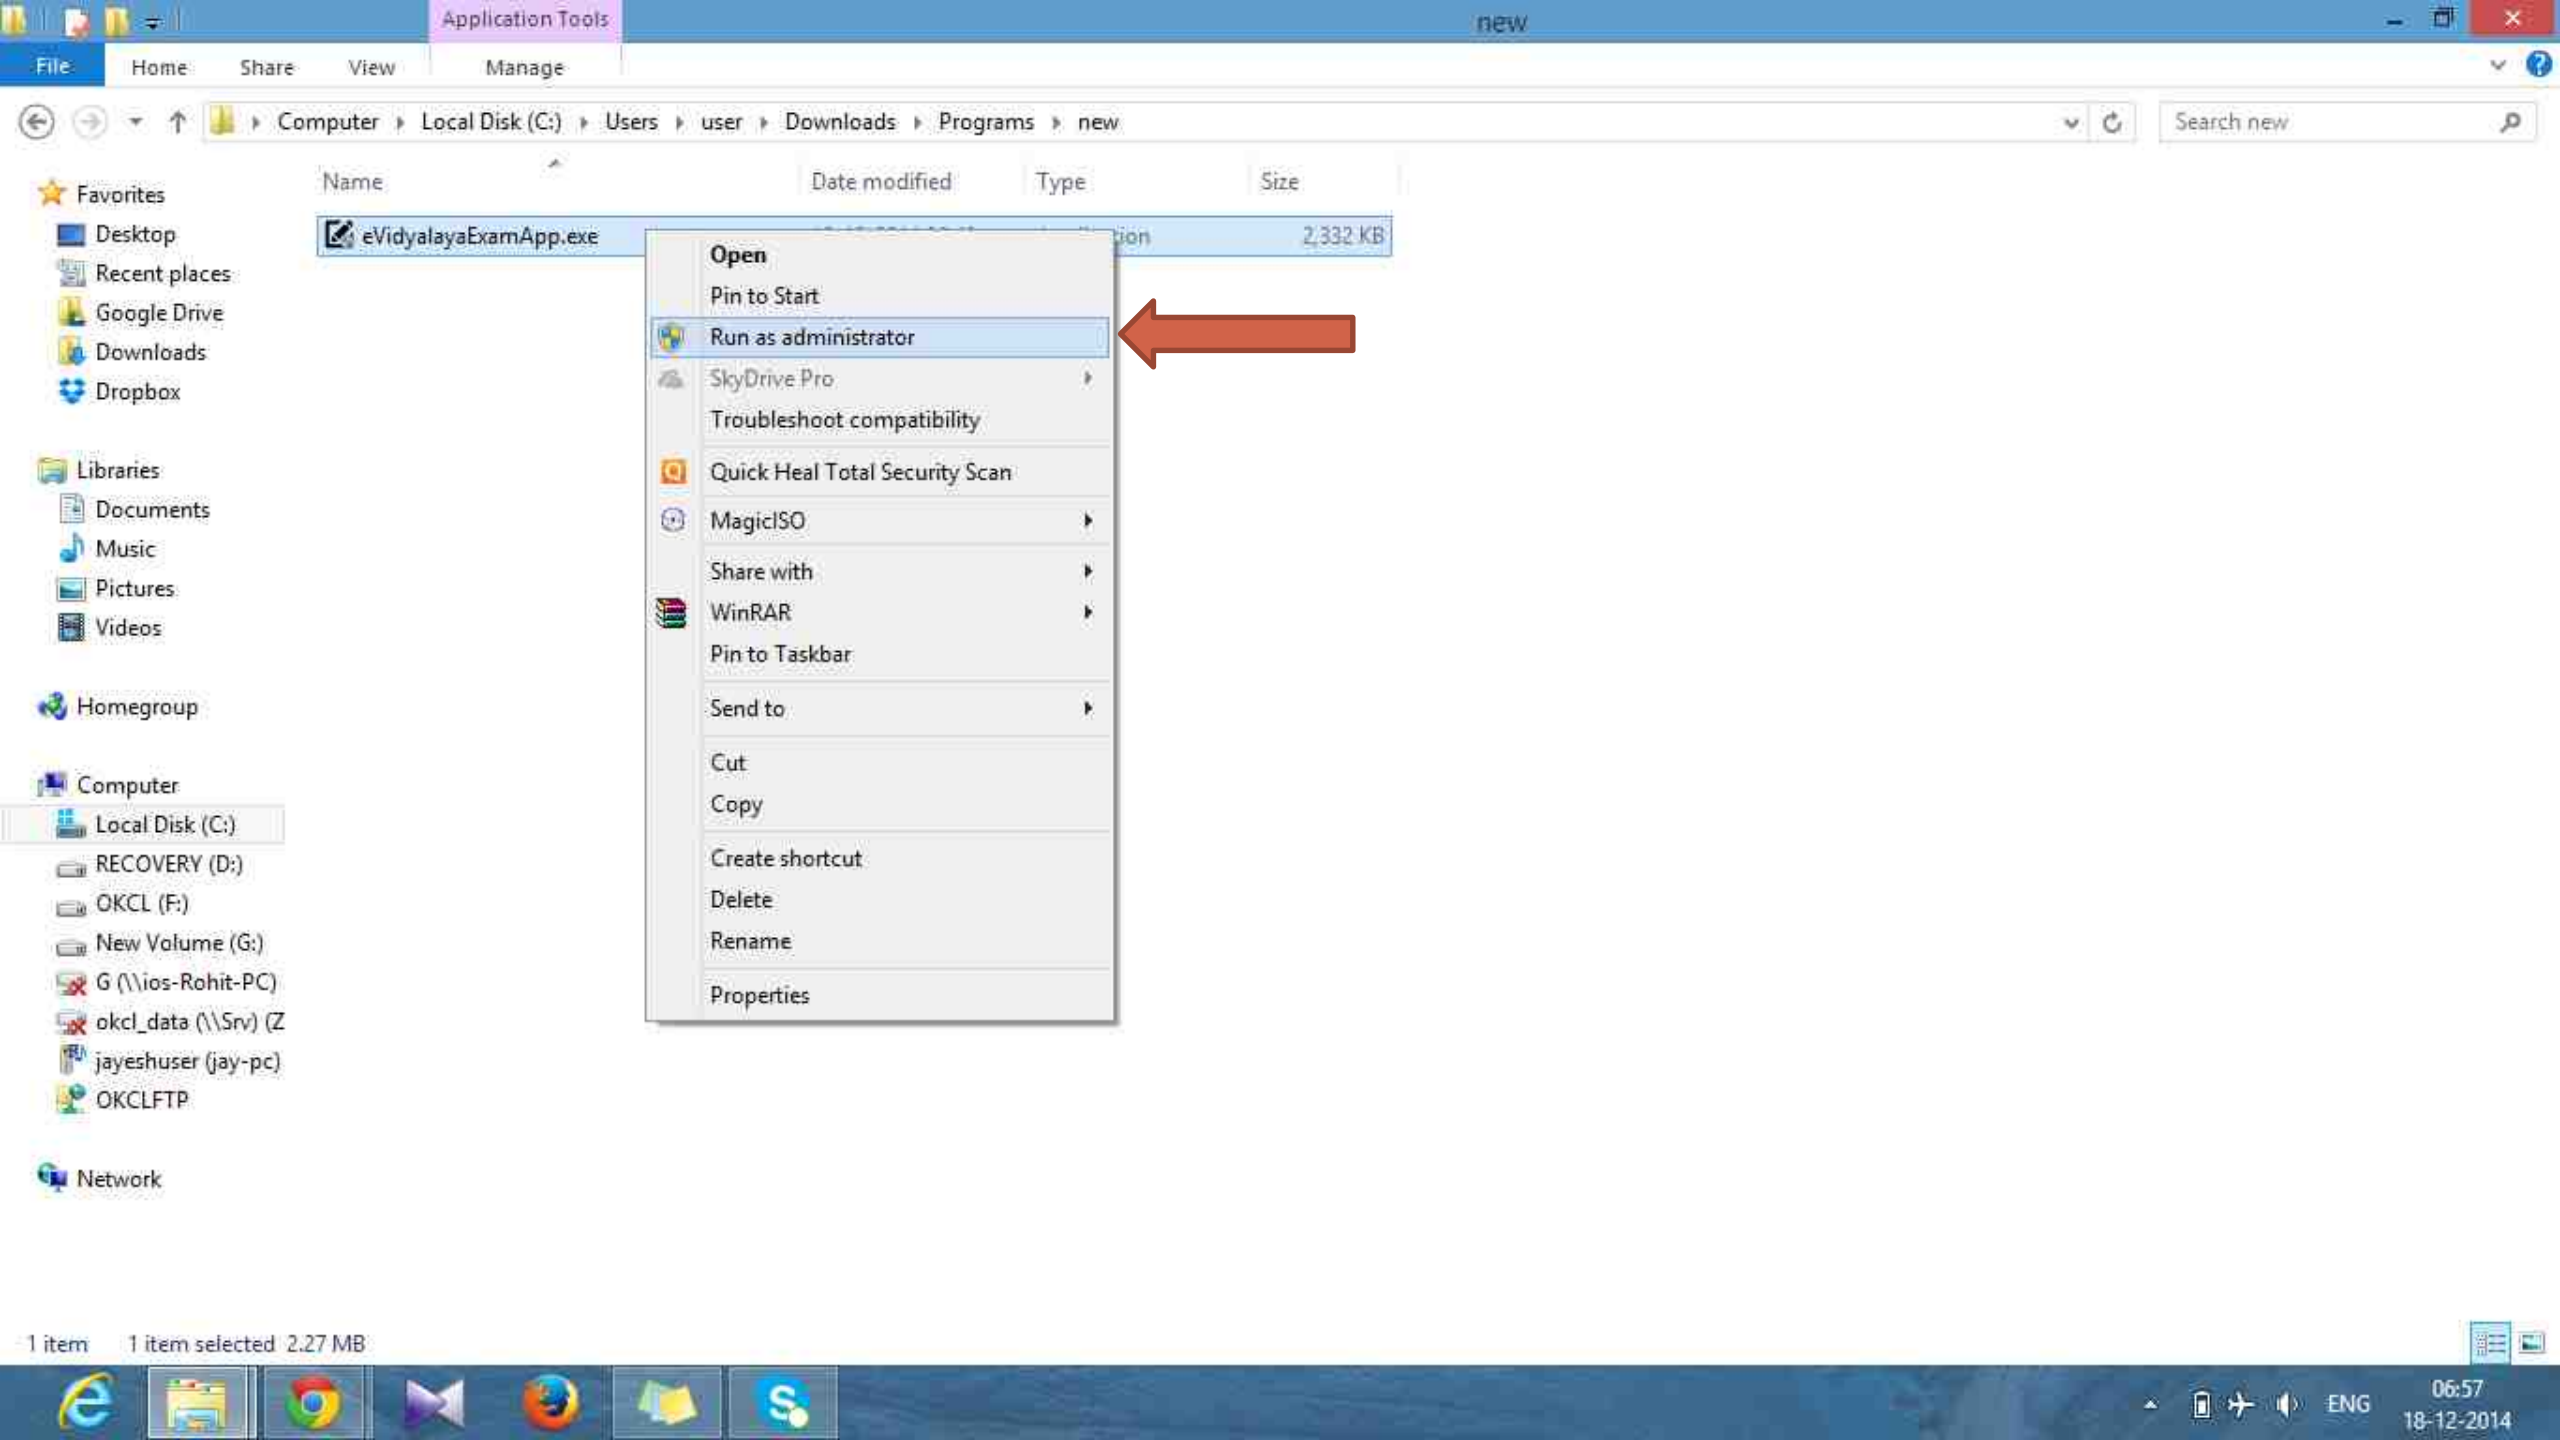 Application Tools
new
File
Home
Share
View
Manage
Computer
Local Disk (C:)
Users
user
Downloads
Programs
new
Search new
Name
Date modified
Type
Size
eVidyalayaExamApp.exe
2,332 KB
Favorites
Desktop
Recent places
Google Drive
Downloads
Dropbox
Libraries
Documents
Music
Pictures
Videos
Homegroup
Computer
Local Disk (C:)
RECOVERY (D:)
OKCL (F:)
New Volume (G:)
G (\\ios-Rohit-PC)
okcl_data (\\Srv) (Z
jayeshuser (jay-pc)
OKCLFTP
Network
Open
Pin to Start
Run as administrator
SkyDrive Pro
Troubleshoot compatibility
Quick Heal Total Security Scan
MagicISO
Share with
WinRAR
Pin to Taskbar
Send to
Cut
Copy
Create shortcut
Delete
Rename
Properties
1 item
1 item selected 2.27 MB
ENG
06:57
18-12-2014